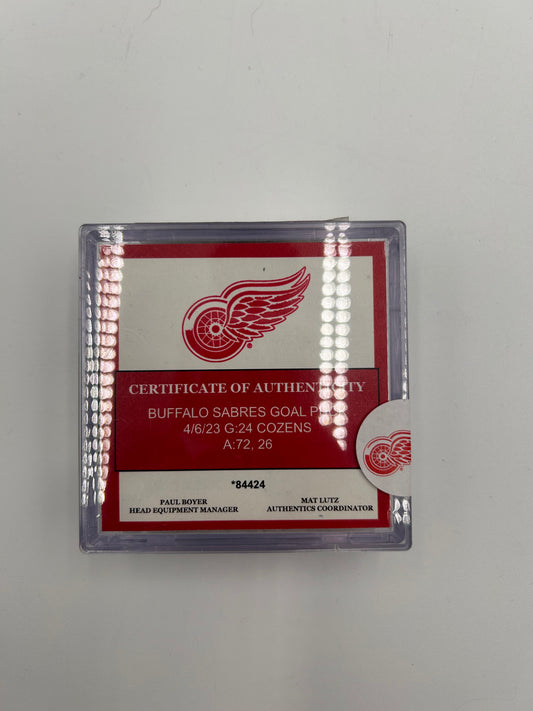 CERTIFICATE OF AUTHENTICITY
BUFFALO SABRES GOAL
4/6/23 G:24 COZENS
A:72, 26
*84424
PAUL BOYER
HEAD EQUIPMENT MANAGER
MAT LUTZ
AUTHENTICS COORDINATOR